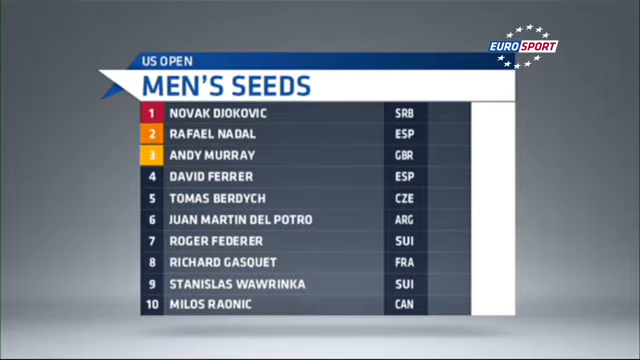 EUROSPORT
US OPEN
MEN'S SEEDS
1 NOVAK DJOKOVIC SRB
2 RAFAEL NADAL ESP
3 ANDY MURRAY GBR
4 DAVID FERRER ESP
5 TOMAS BERDYCH CZE
6 JUAN MARTIN DEL POTRO ARG
7 ROGER FEDERER SUI
8 RICHARD GASQUET FRA
9 STANISLAS WAWRINKA SUI
10 MILOS RAONIC CAN